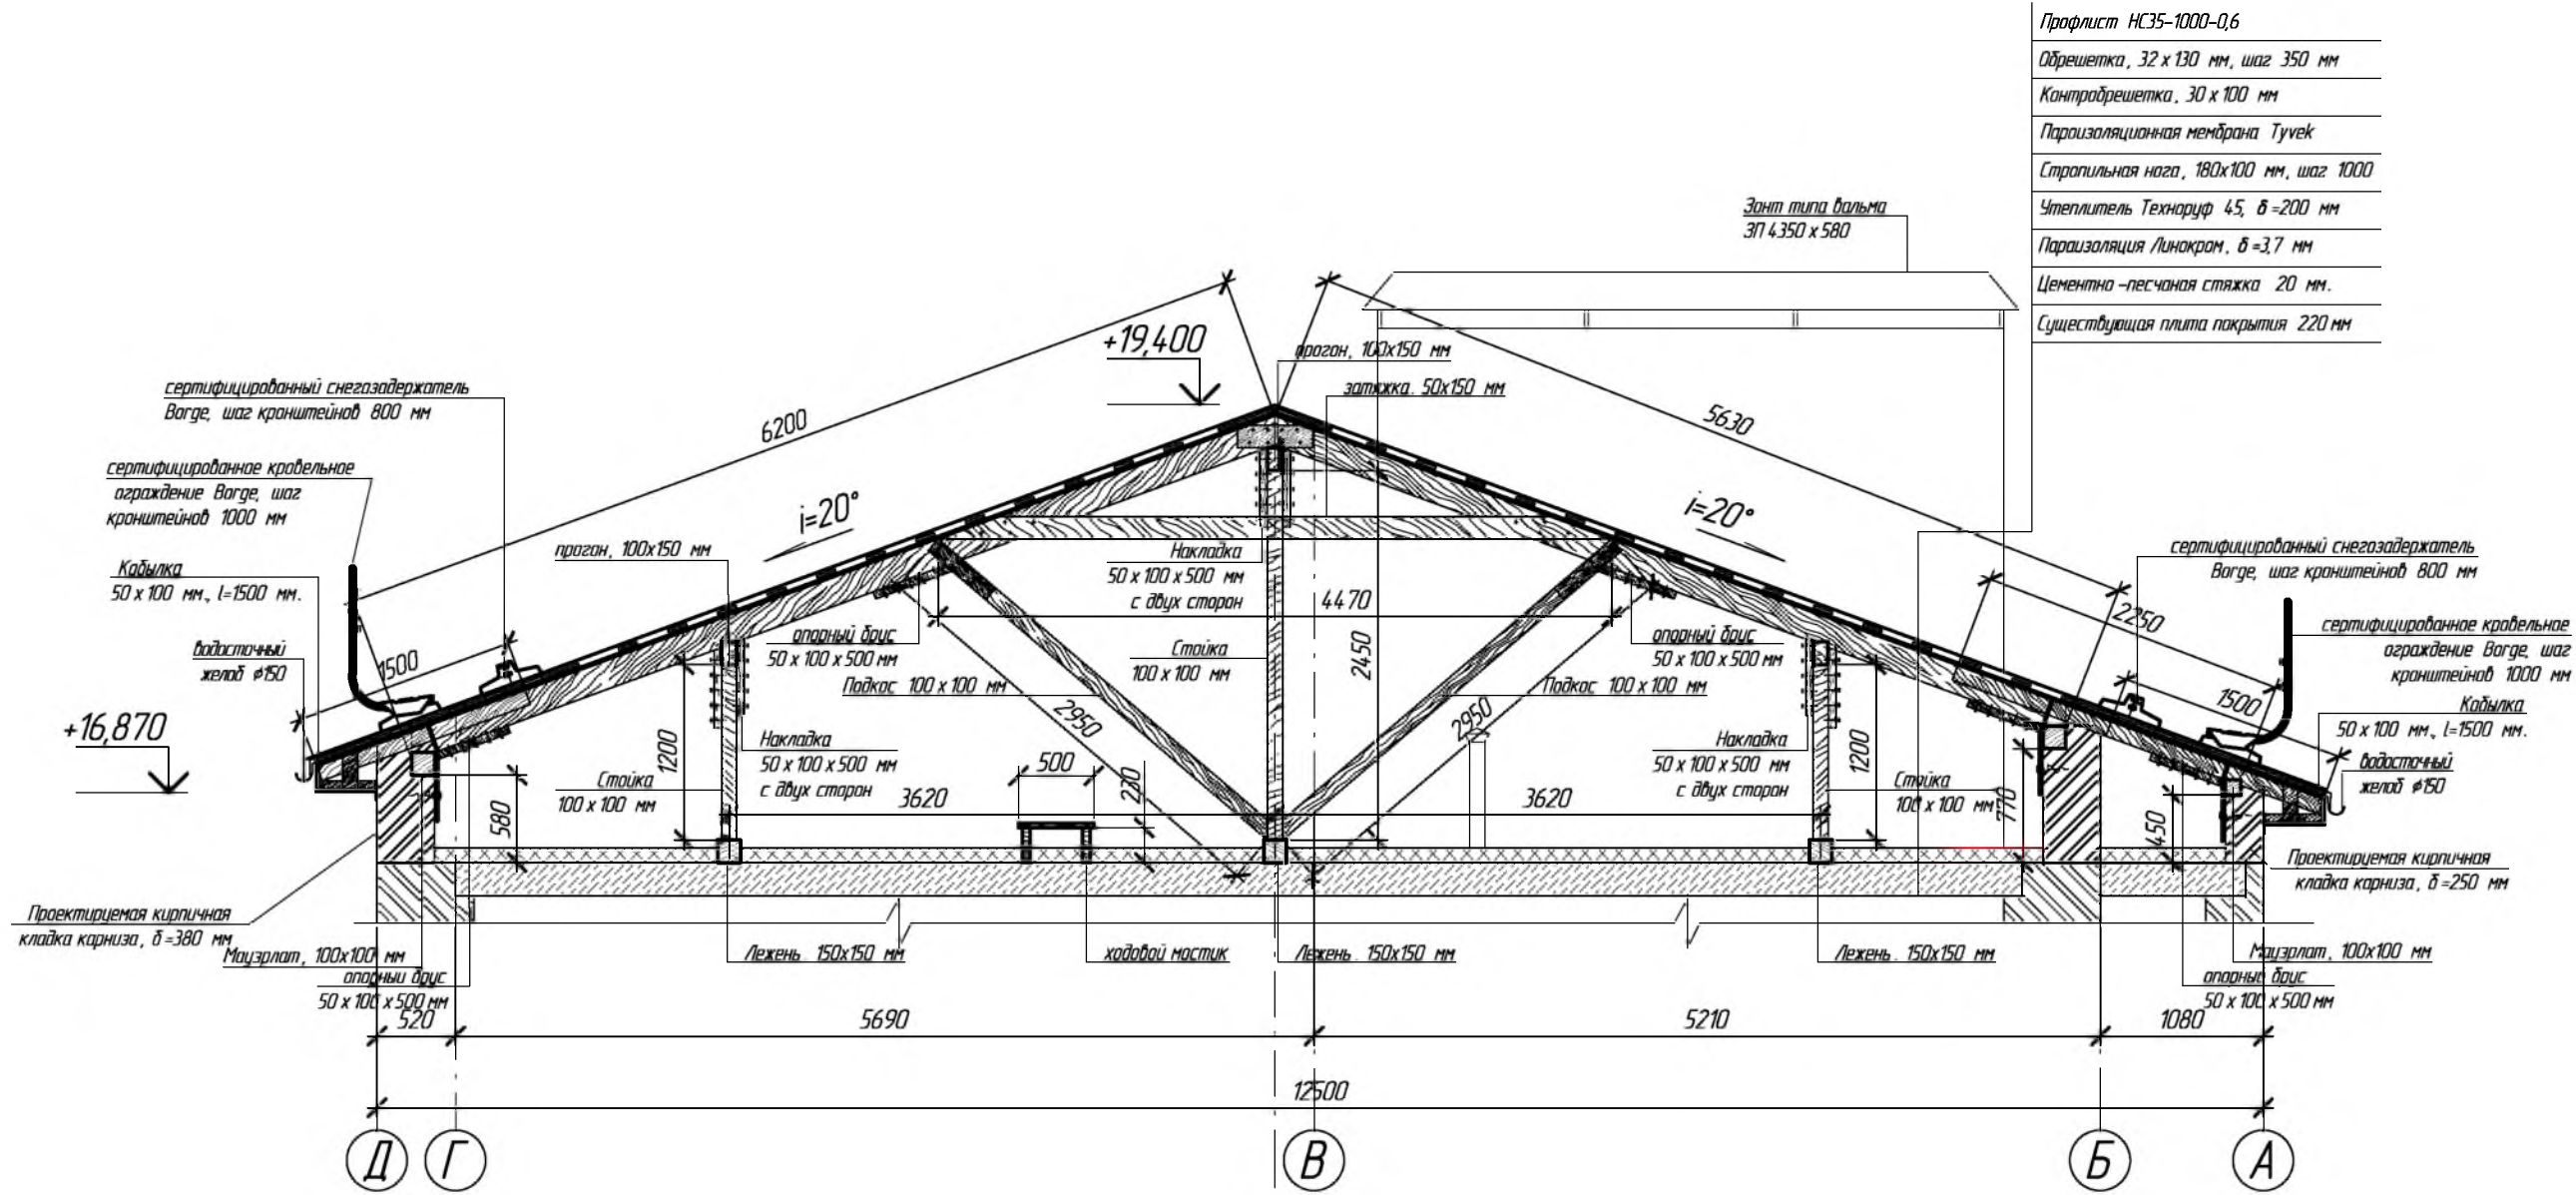 Профлист НС35-1000-0,6
Обрешетка, 32 х 130 мм, шаг 350 мм
Контробрешетка, 30 х 100 мм
Пароизоляционная мембрана Tyvek
Стропильная нога, 180х100 мм, шаг 1000
Утеплитель Техноруф 45, δ =200 мм
Параизоляция Линокром, δ =3,7 мм
Цементно -песчаная стяжка 20 мм.
Существующая плита покрытия 220 мм
Зонт типа вальма
ЗП 4350 х 580
+19,400
прогон, 100х150 мм
затяжка. 50х150 мм
сертифицированный снегозадержатель
Borge, шаг кронштейнов 800 мм
6200
5630
сертифицированное кровельное
ограждение Borge, шаг
кронштейнов 1000 мм
i=20°
i=20°
прогон, 100х150 мм
Накладка
50 х 100 х 500 мм
с двух сторон
сертифицированный снегозадержатель
Borge, шаг кронштейнов 800 мм
Кобылка
50 х 100 мм., l=1500 мм.
4470
2250
сертифицированное кровельное
ограждение Borge, шаг
кронштейнов 1000 мм
водосточный
желоб ⌀150
1500
опорный брус
50 х 100 х 500 мм
Стойка
100 х 100 мм
2450
опорный брус
50 х 100 х 500 мм
Подкос 100 х 100 мм
Подкос 100 х 100 мм
1500
Кобылка
50 х 100 мм., l=1500 мм.
+16,870
2950
2950
1200
Накладка
50 х 100 х 500 мм
с двух сторон
500
230
Накладка
50 х 100 х 500 мм
с двух сторон
1200
водосточный
желоб ⌀150
Стойка
100 х 100 мм
3620
3620
Стойка
100 х 100 мм
580
770
450
Проектируемая кирпичная
кладка карниза, δ =250 мм
Проектируемая кирпичная
кладка карниза, δ =380 мм
Мауэрлат, 100х100 мм
опорный брус
50 х 100 х 500 мм
Лежень. 150х150 мм
ходовой мостик
Лежень. 150х150 мм
Лежень. 150х150 мм
Мауэрлат, 100х100 мм
опорный брус
50 х 100 х 500 мм
520
5690
5210
1080
12500
Д
Г
В
Б
А